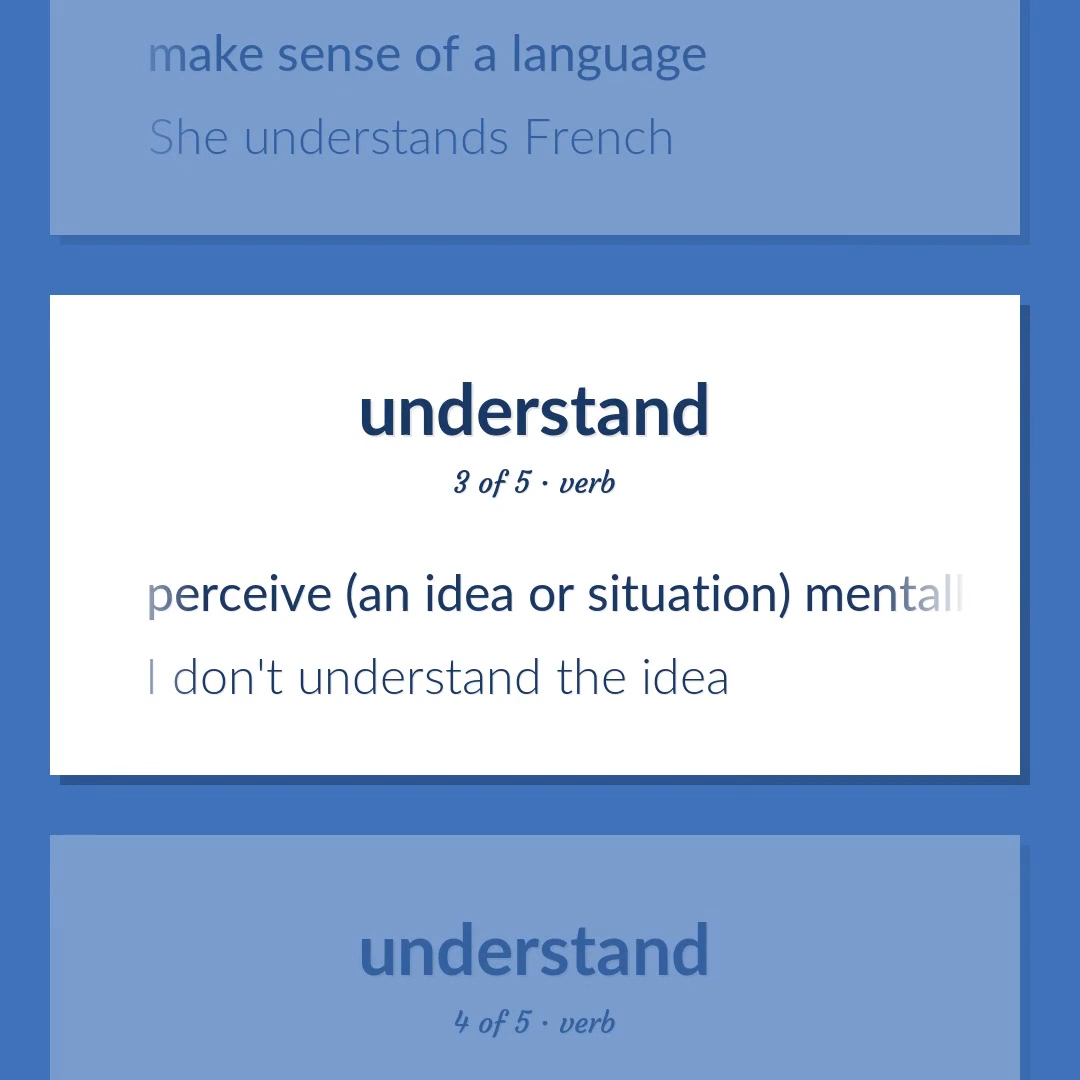 make sense of a language
She understands French
understand
3 of 5 · verb
perceive (an idea or situation) mentall
I don't understand the idea
understand
4 of 5 · verb